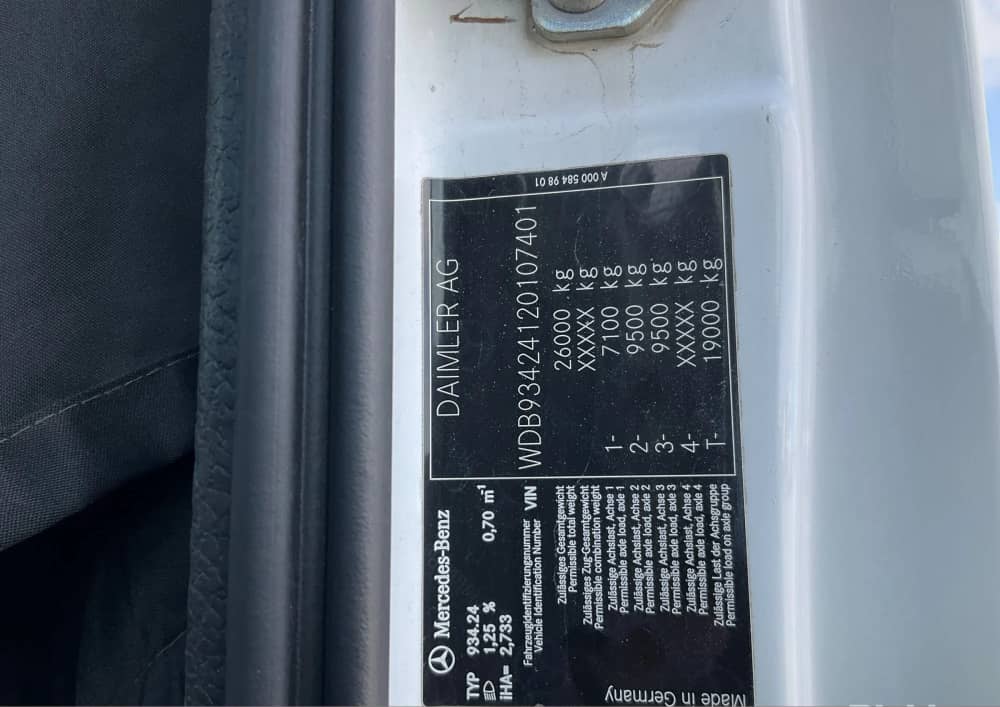 Mercedes-Benz
DAIMLER AG
A 000 584 98 01
TYP 934.24
1,25 % 0,70 m⁻¹
iHA= 2,733
Fahrzeugidentifizierungsnummer
Vehicle Identification Number VIN WDB93424120107401
Zulässiges Gesamtgewicht
Permissible total weight 26000 kg
Zulässiges Zug-Gesamtgewicht
Permissible combination weight XXXXX kg
Zulässige Achslast, Achse 1
Permissible axle load, axle 1 1- 7100 kg
Zulässige Achslast, Achse 2
Permissible axle load, axle 2 2- 9500 kg
Zulässige Achslast, Achse 3
Permissible axle load, axle 3 3- 9500 kg
Zulässige Achslast, Achse 4
Permissible axle load, axle 4 4- XXXXX kg
Zulässige Last der Achsgruppe
Permissible load on axle group T- 19000 kg
Made in Germany